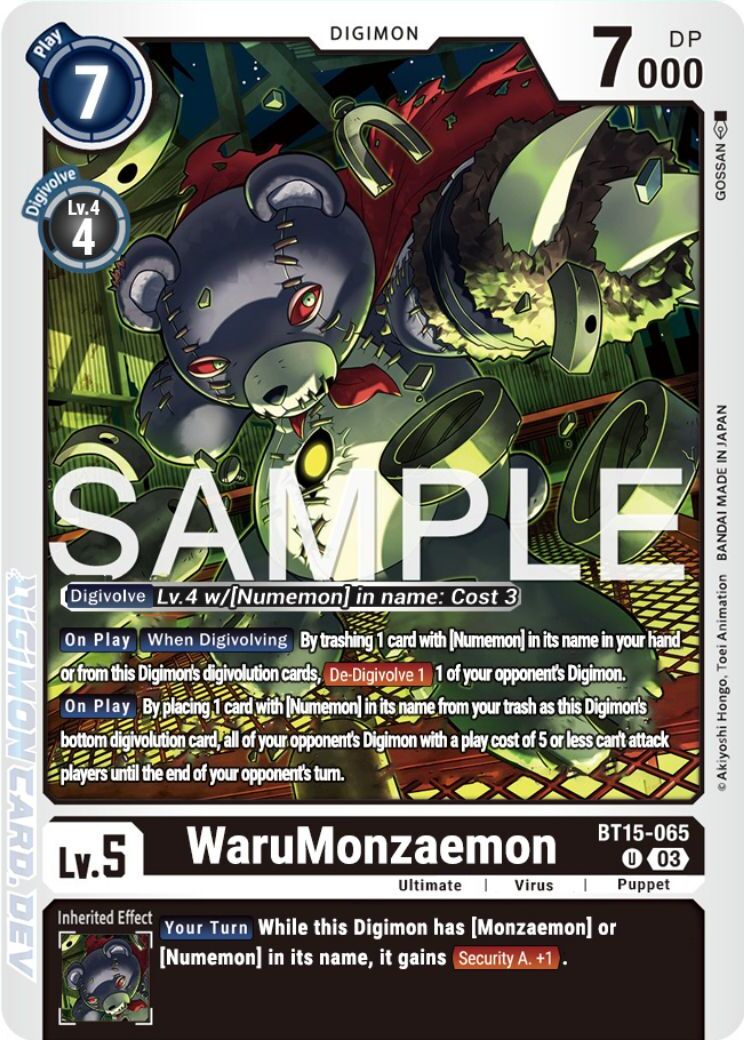 DIGIMON
Play
7
7000 DP
Digivolve
Lv.4
4
GOSSAN
SAMPLE
Digivolve Lv.4 w/[Numemon] in name: Cost 3
On Play When Digivolving By trashing 1 card with [Numemon] in its name in your hand
or from this Digimon's digivolution cards, De-Digivolve 1 1 of your opponent's Digimon.
On Play By placing 1 card with [Numemon] in its name from your trash as this Digimon's
bottom digivolution card, all of your opponent's Digimon with a play cost of 5 or less can't attack
players until the end of your opponent's turn.
© Akiyoshi Hongo, Toei Animation BANDAI MADE IN JAPAN
DIGIMONCARD.DEV
Lv.5
WaruMonzaemon
BT15-065
U 03
Ultimate | Virus | Puppet
Inherited Effect
Your Turn While this Digimon has [Monzaemon] or
[Numemon] in its name, it gains Security A. +1 .